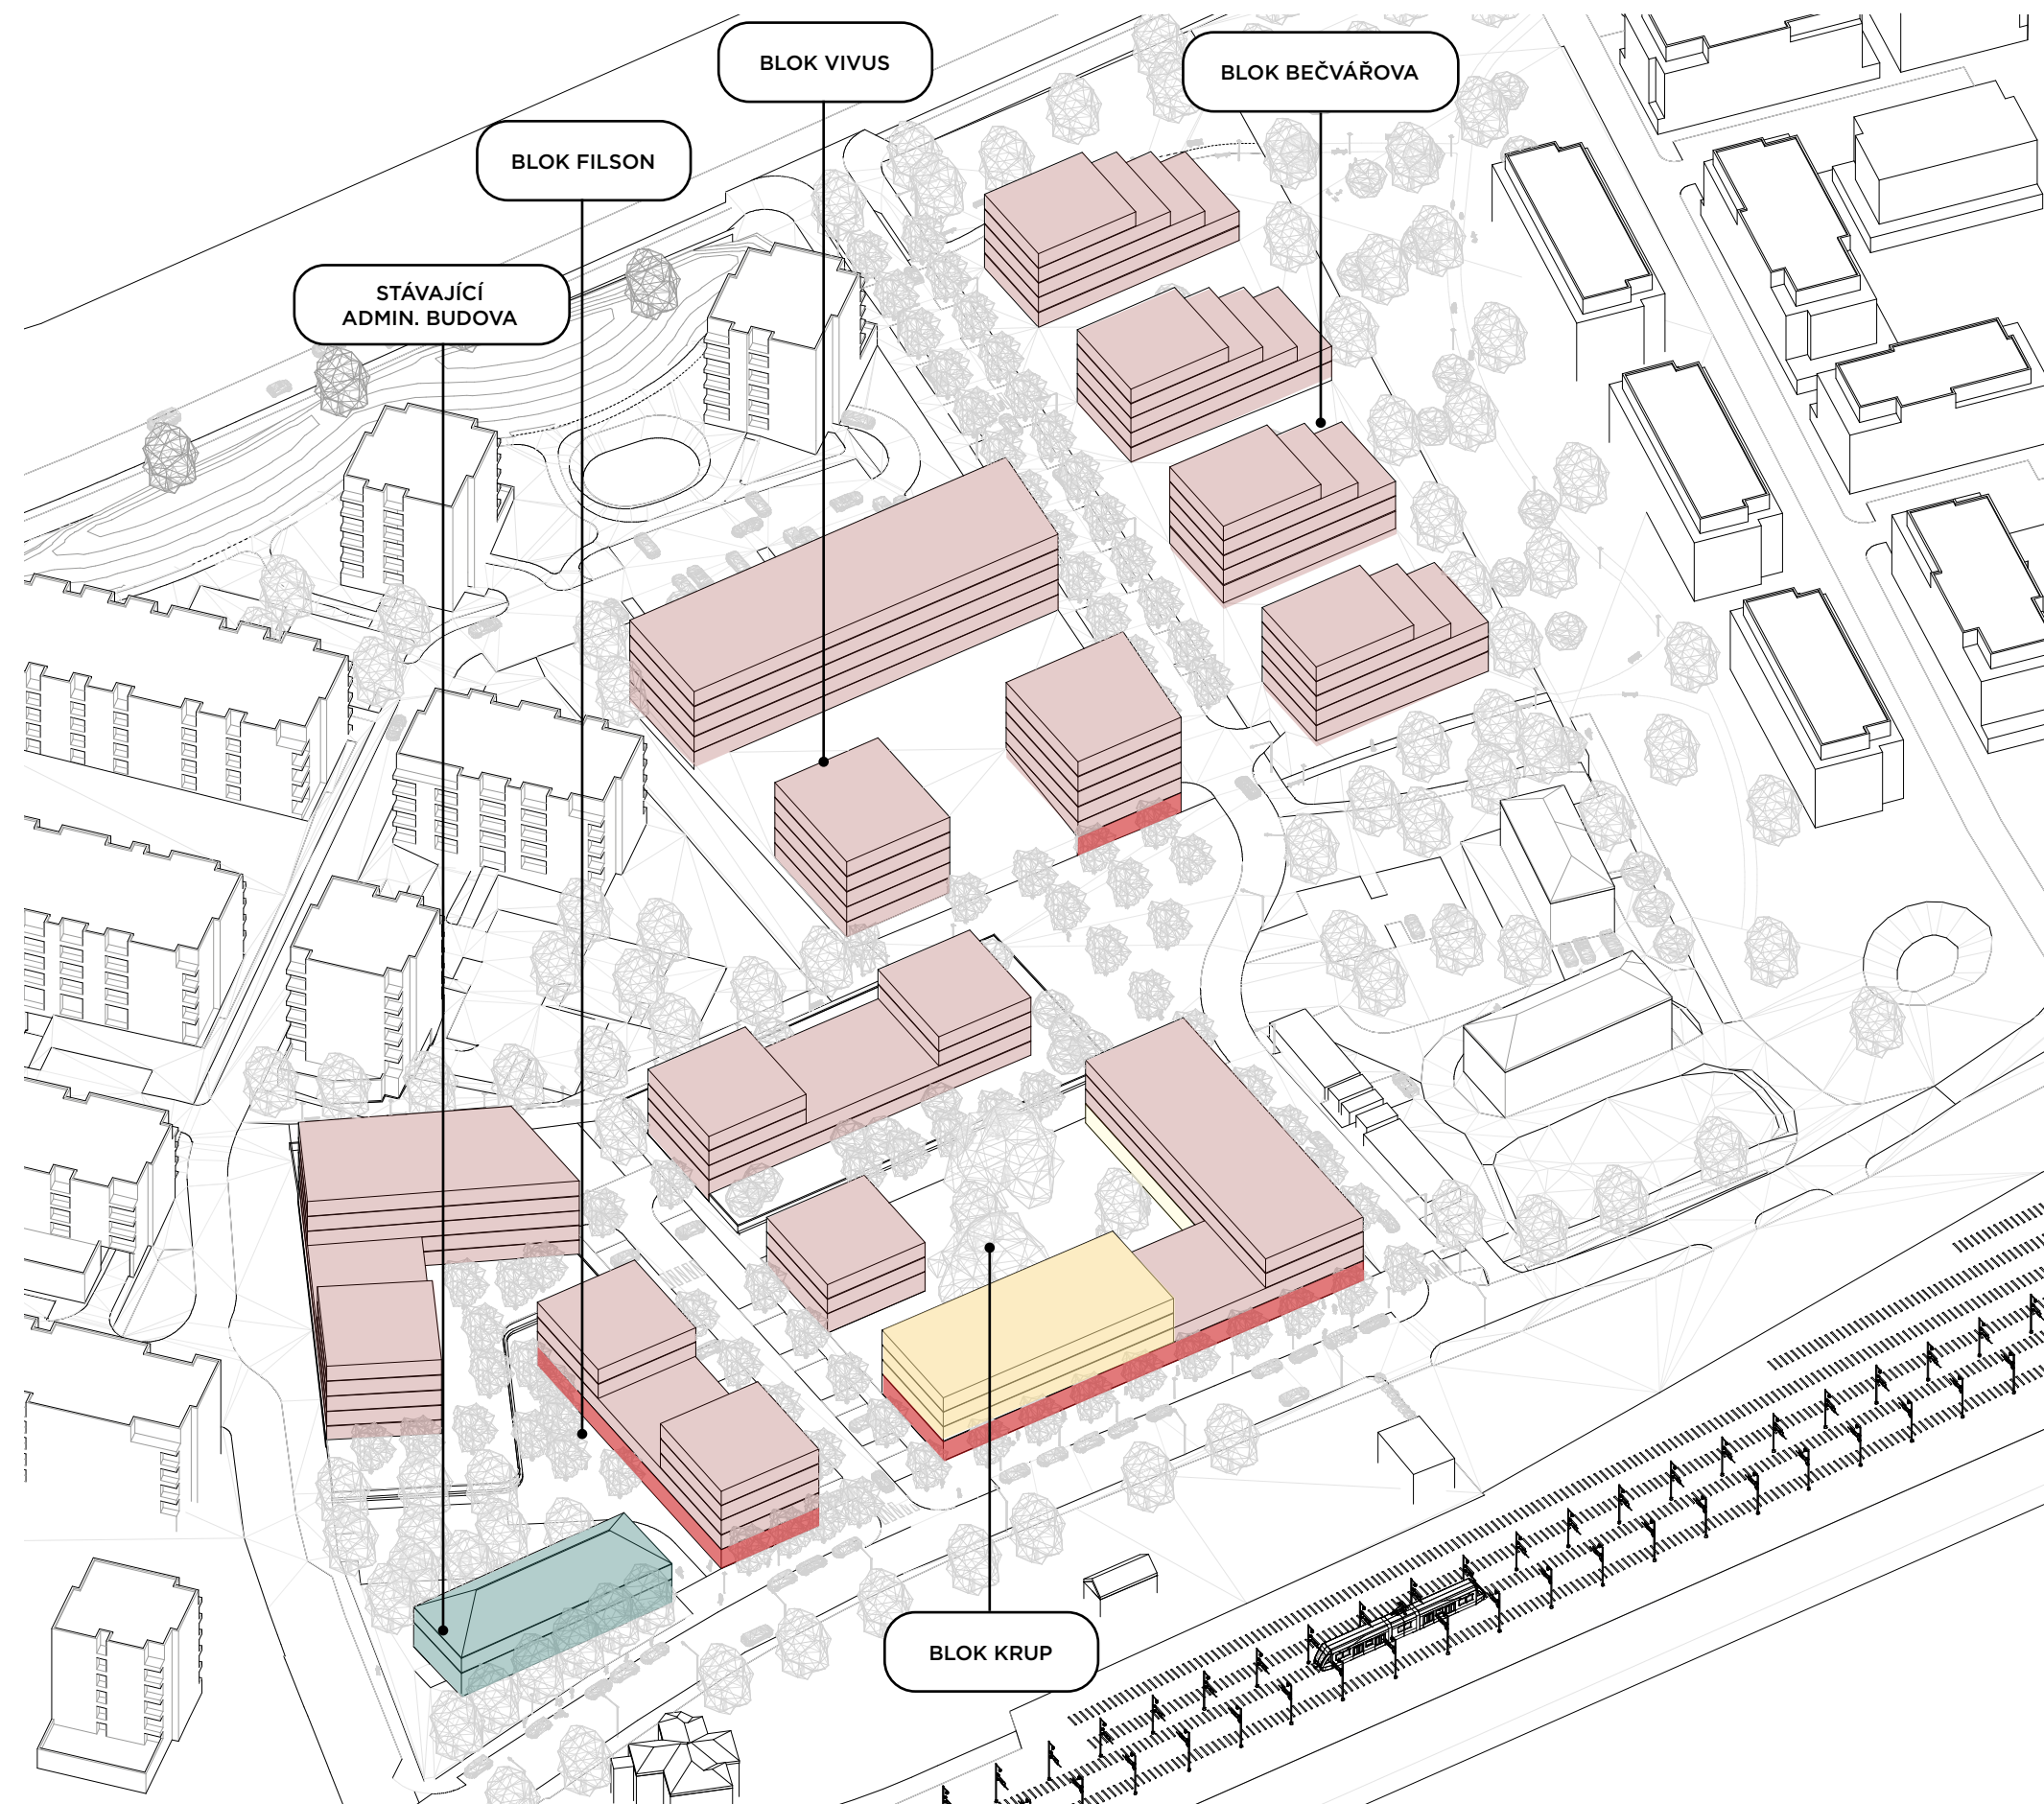 BLOK VIVUS
BLOK BEČVÁŘOVA
BLOK FILSON
STÁVAJÍCÍ
ADMIN. BUDOVA
BLOK KRUP